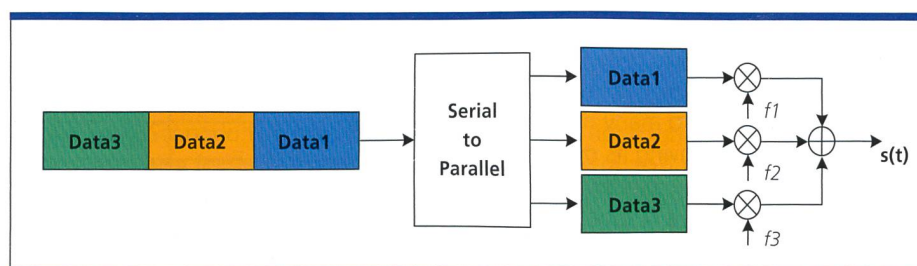 Data3 Data2 Data1
Serial
to
Parallel
Data1
f1
Data2
f2
Data3
f3
s(t)